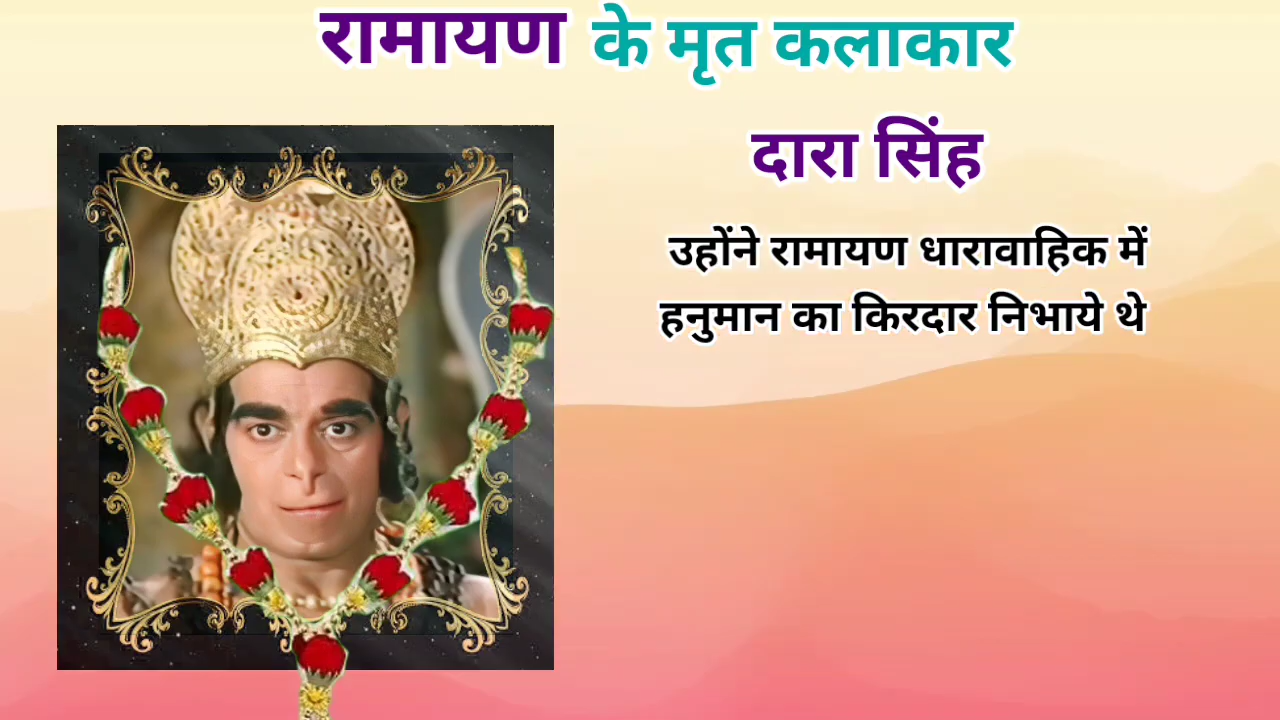 रामायण के मृत कलाकार
दारा सिंह
उहोंने रामायण धारावाहिक में
हनुमान का किरदार निभाये थे